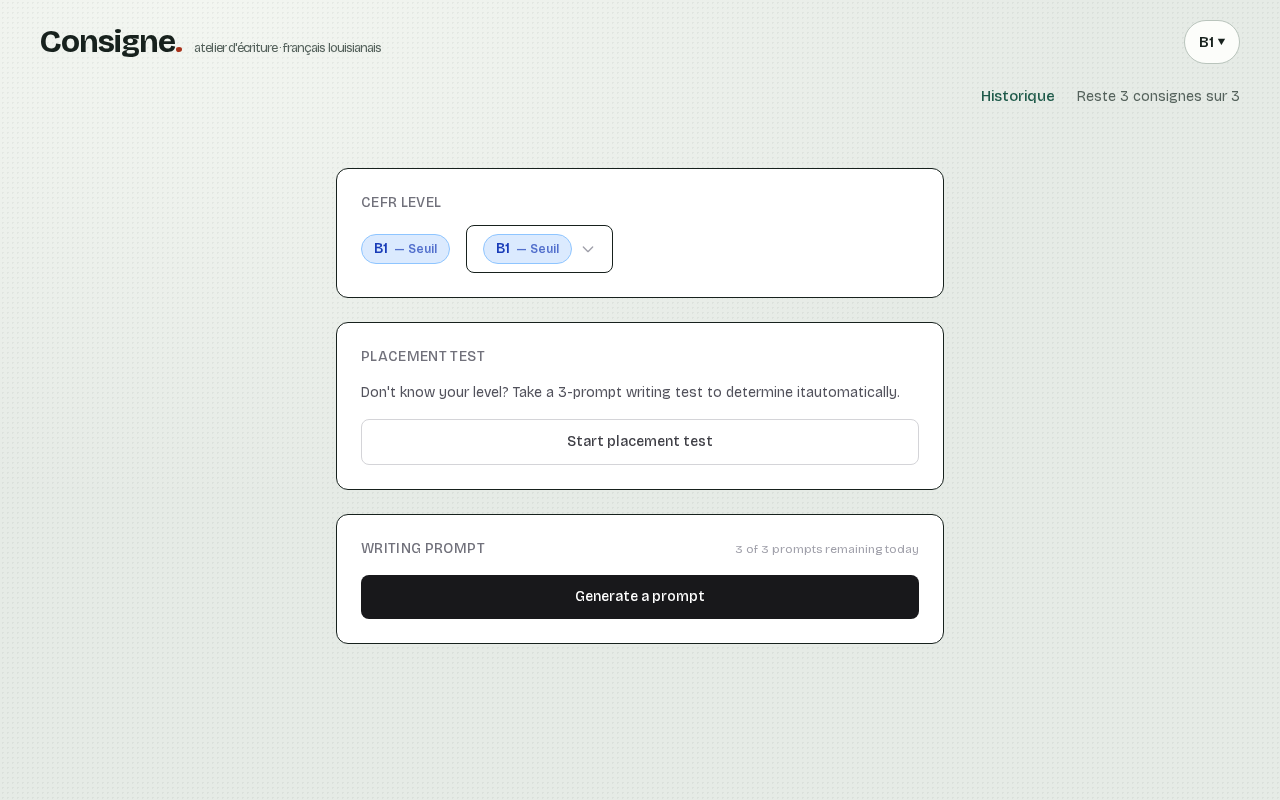 Consigne. atelier d'écriture · français louisianais
B1 ▼
Historique Reste 3 consignes sur 3
CEFR LEVEL
B1 — Seuil B1 — Seuil
PLACEMENT TEST
Don't know your level? Take a 3-prompt writing test to determine itautomatically.
Start placement test
WRITING PROMPT 3 of 3 prompts remaining today
Generate a prompt